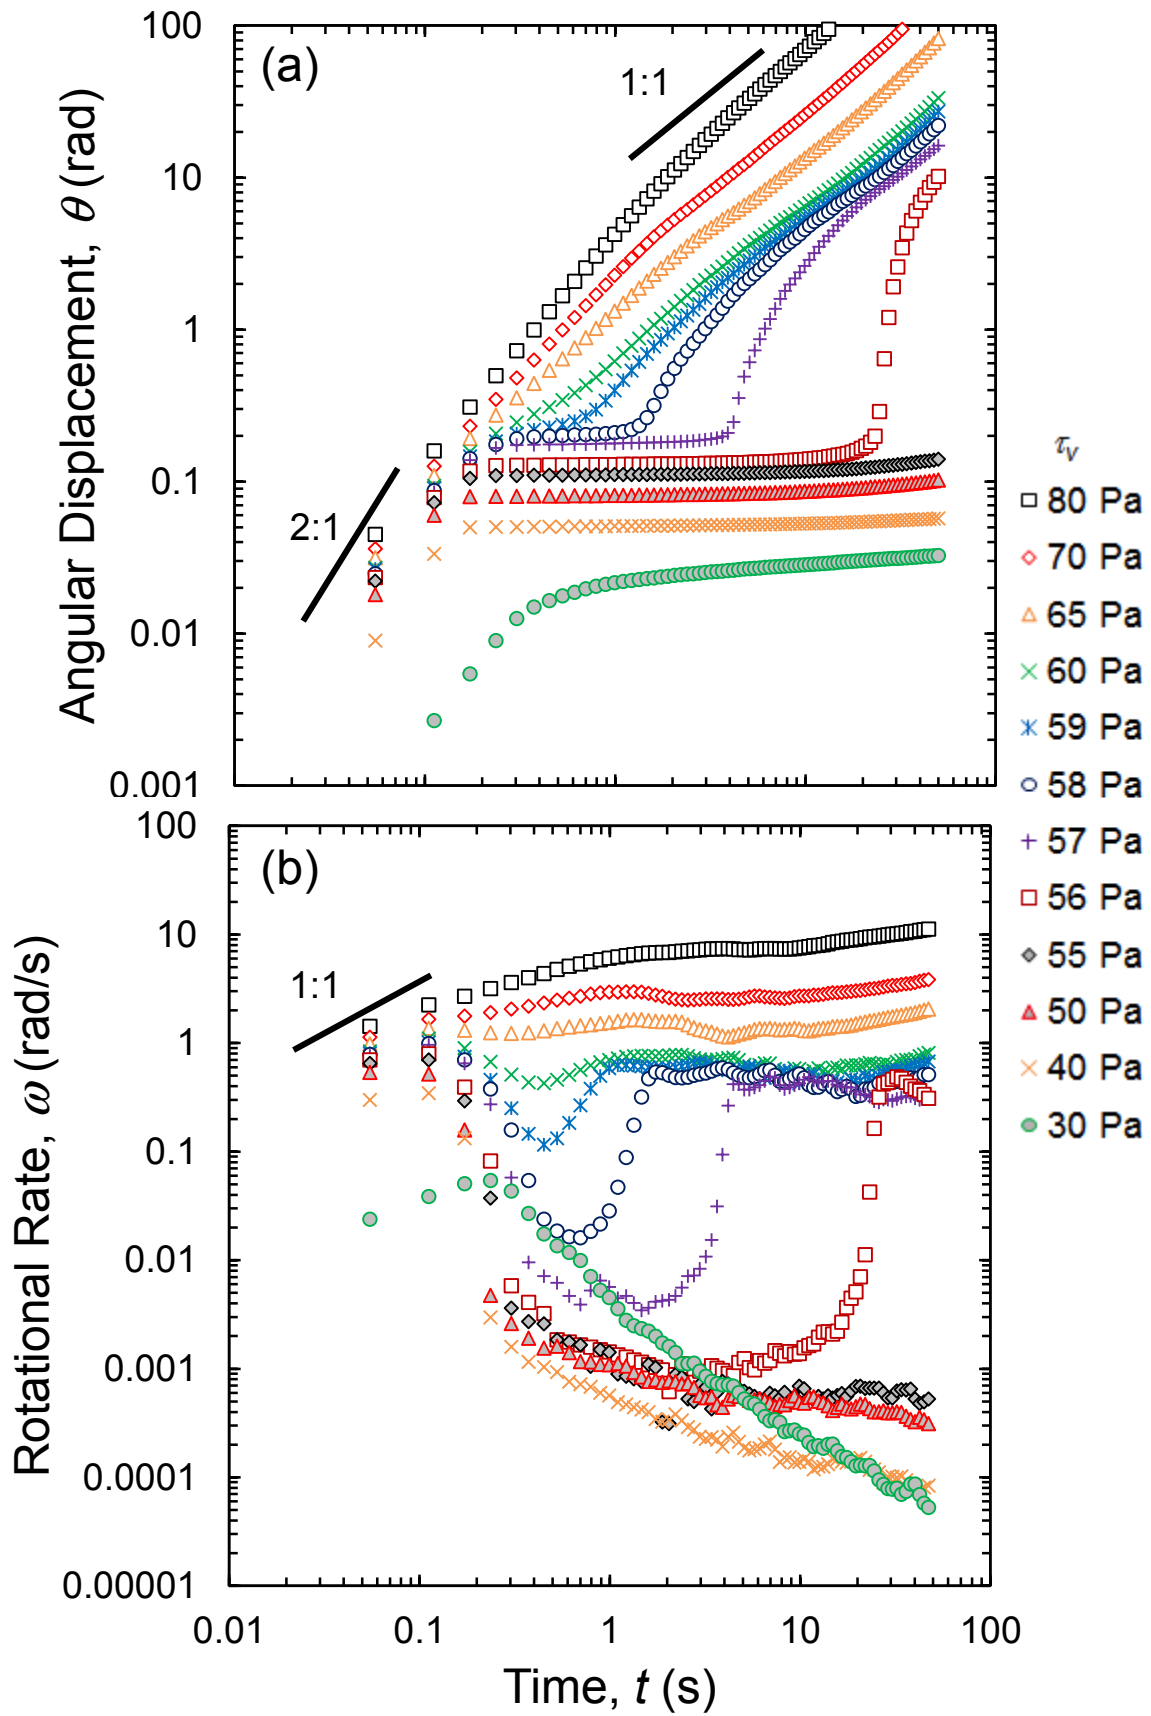 100
(a)
1:1
10
1
0.1
2:1
0.01
0.001
Angular Displacement, θ (rad)
τV
80 Pa
70 Pa
65 Pa
60 Pa
59 Pa
58 Pa
57 Pa
56 Pa
55 Pa
50 Pa
40 Pa
30 Pa
100
(b)
10
1:1
1
0.1
0.01
0.001
0.0001
0.00001
Rotational Rate, ω (rad/s)
0.01 0.1 1 10 100
Time, t (s)